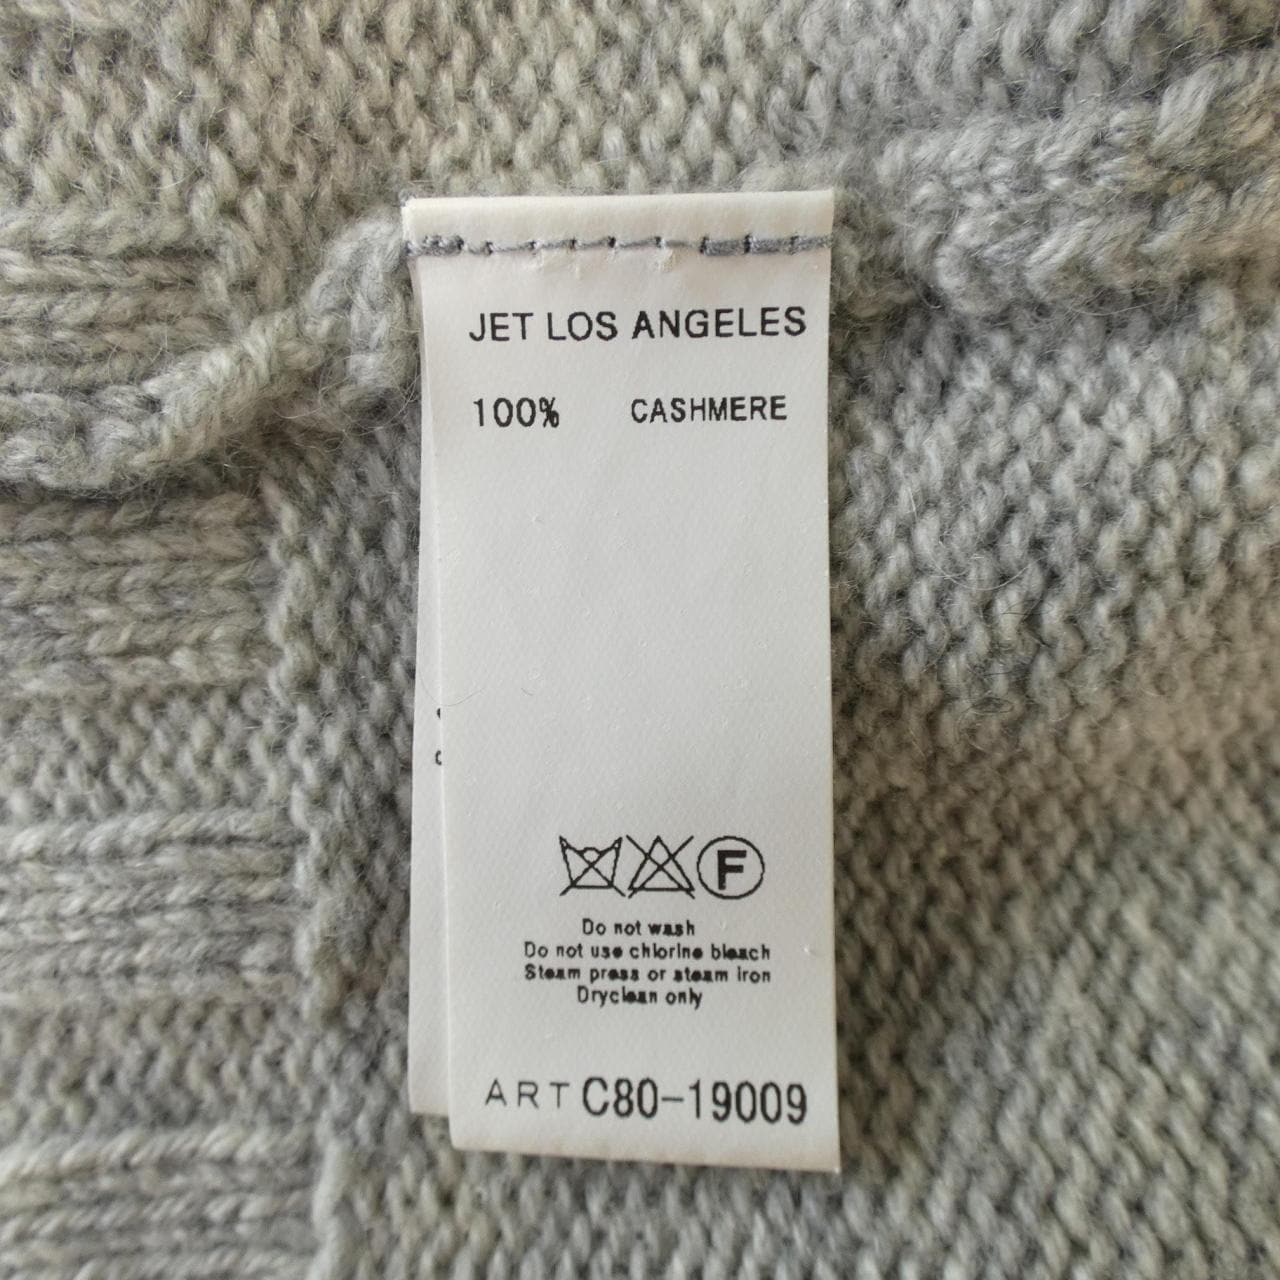 JET LOS ANGELES
100% CASHMERE
F
Do not wash
Do not use chlorine bleach
Steam press or steam iron
Dryclean only
ART C80-19009